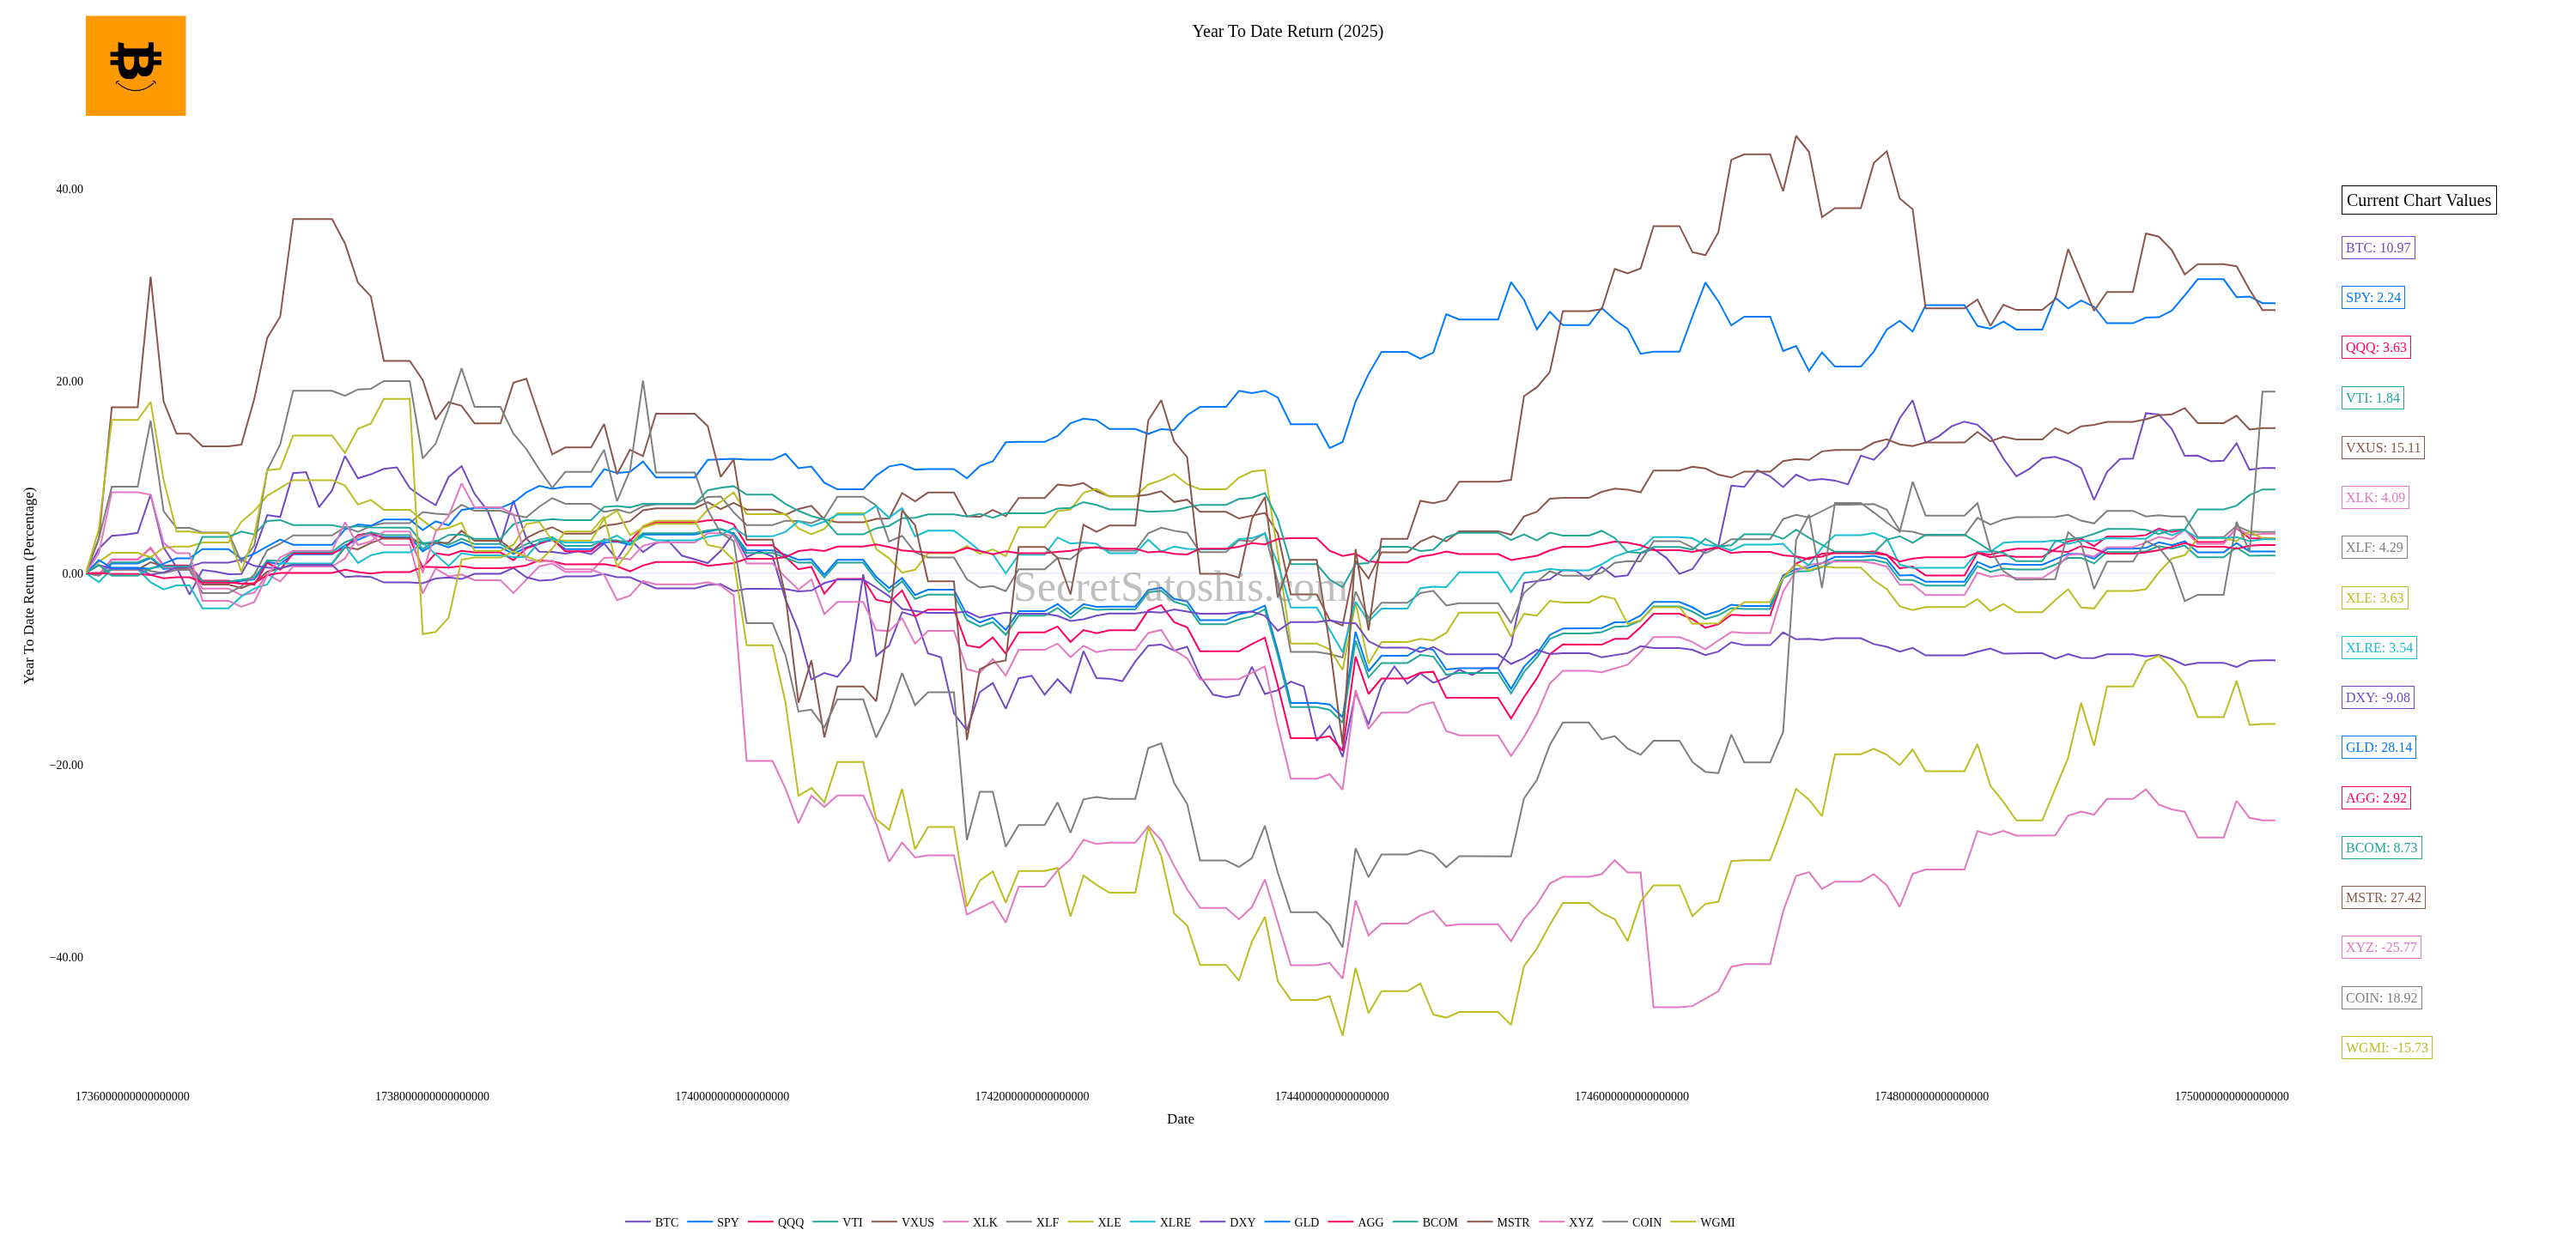 Year To Date Return (2025)
Current Chart Values
40.00
20.00
0.00
−20.00
−40.00
Year To Date Return (Percentage)
SecretSatoshis.com
BTC: 10.97
SPY: 2.24
QQQ: 3.63
VTI: 1.84
VXUS: 15.11
XLK: 4.09
XLF: 4.29
XLE: 3.63
XLRE: 3.54
DXY: -9.08
GLD: 28.14
AGG: 2.92
BCOM: 8.73
MSTR: 27.42
XYZ: -25.77
COIN: 18.92
WGMI: -15.73
1736000000000000000 1738000000000000000 1740000000000000000 1742000000000000000 1744000000000000000 1746000000000000000 1748000000000000000 1750000000000000000
Date
BTC SPY QQQ VTI VXUS XLK XLF XLE XLRE DXY GLD AGG BCOM MSTR XYZ COIN WGMI